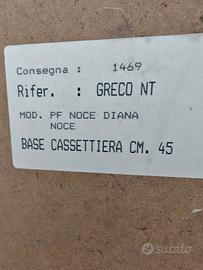 Consegna : 1469
Rifer. : GRECO NT
MOD. PF NOCE DIANA
NOCE
BASE CASSETTIERA CM. 45
subito